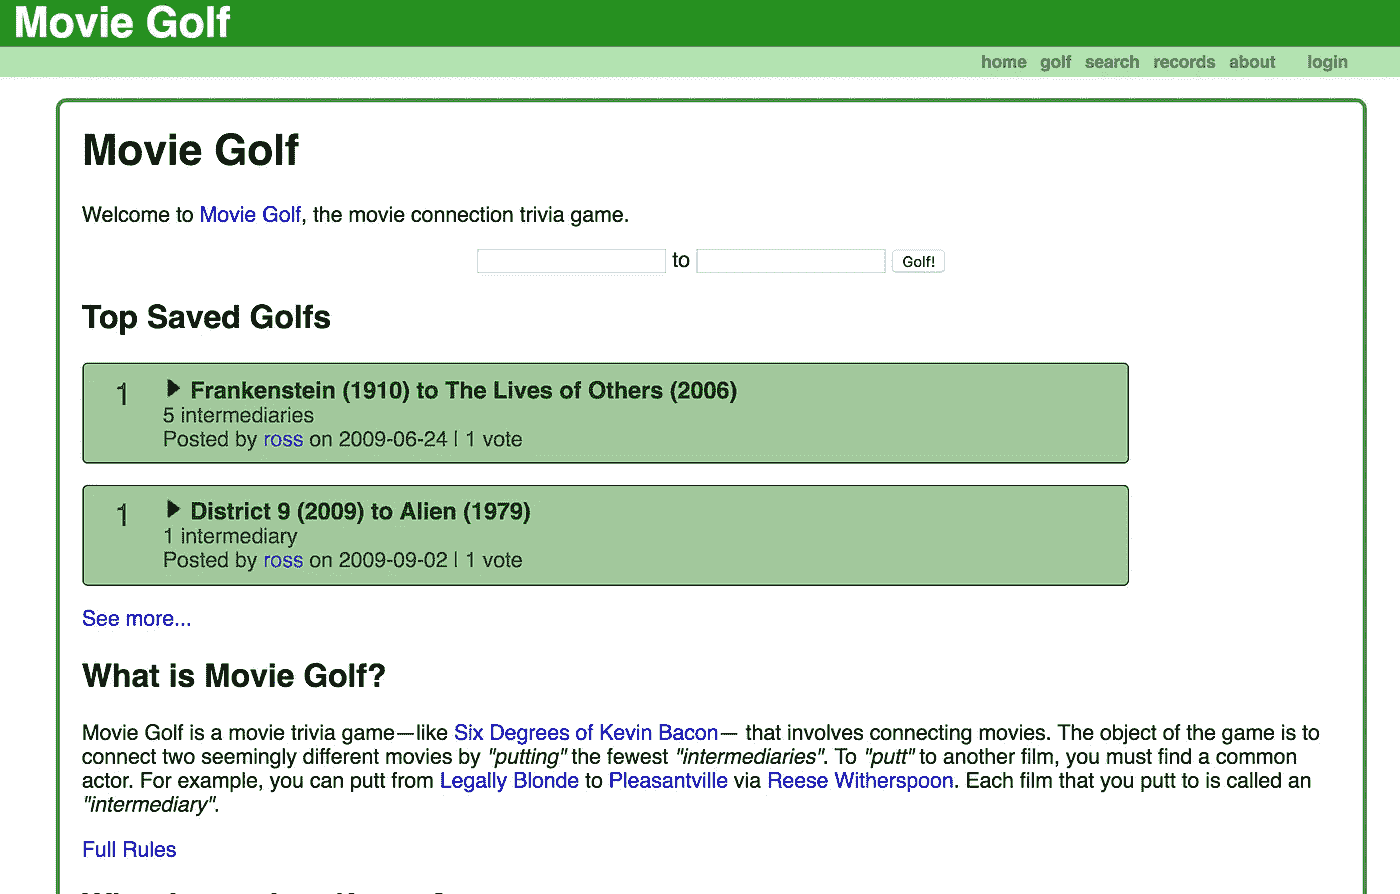 Movie Golf
home golf search records about login
Movie Golf
Welcome to Movie Golf, the movie connection trivia game.
to Golf!
Top Saved Golfs
1 Frankenstein (1910) to The Lives of Others (2006)
5 intermediaries
Posted by ross on 2009-06-24 | 1 vote
1 District 9 (2009) to Alien (1979)
1 intermediary
Posted by ross on 2009-09-02 | 1 vote
See more...
What is Movie Golf?
Movie Golf is a movie trivia game—like Six Degrees of Kevin Bacon— that involves connecting movies. The object of the game is to
connect two seemingly different movies by "putting" the fewest "intermediaries". To "putt" to another film, you must find a common
actor. For example, you can putt from Legally Blonde to Pleasantville via Reese Witherspoon. Each film that you putt to is called an
"intermediary".
Full Rules